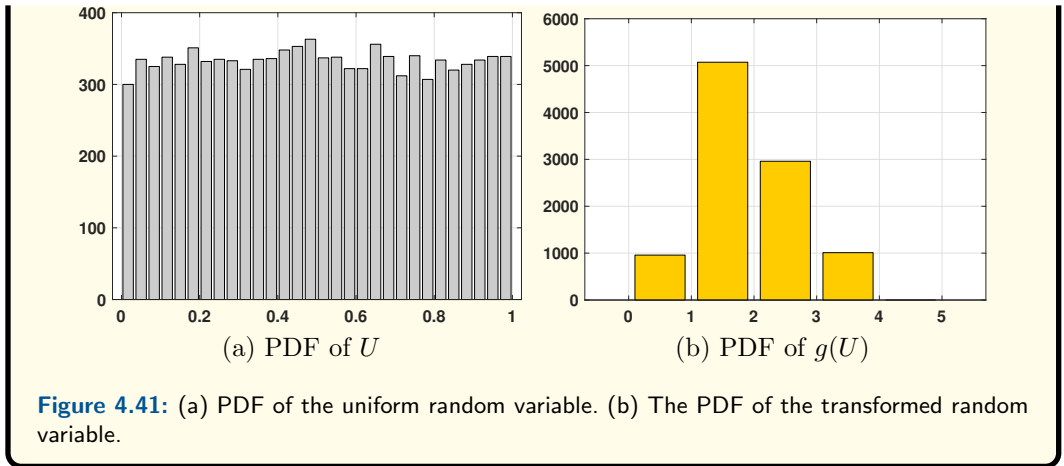 400
300
200
100
0
0 0.2 0.4 0.6 0.8 1
(a) PDF of U
6000
5000
4000
3000
2000
1000
0
0 1 2 3 4 5
(b) PDF of g(U)
Figure 4.41: (a) PDF of the uniform random variable. (b) The PDF of the transformed random
variable.